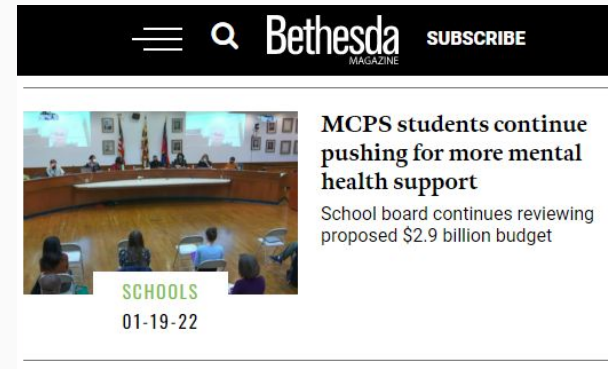 Bethesda
MAGAZINE
SUBSCRIBE
MCPS students continue
pushing for more mental
health support
School board continues reviewing
proposed $2.9 billion budget
SCHOOLS
01-19-22